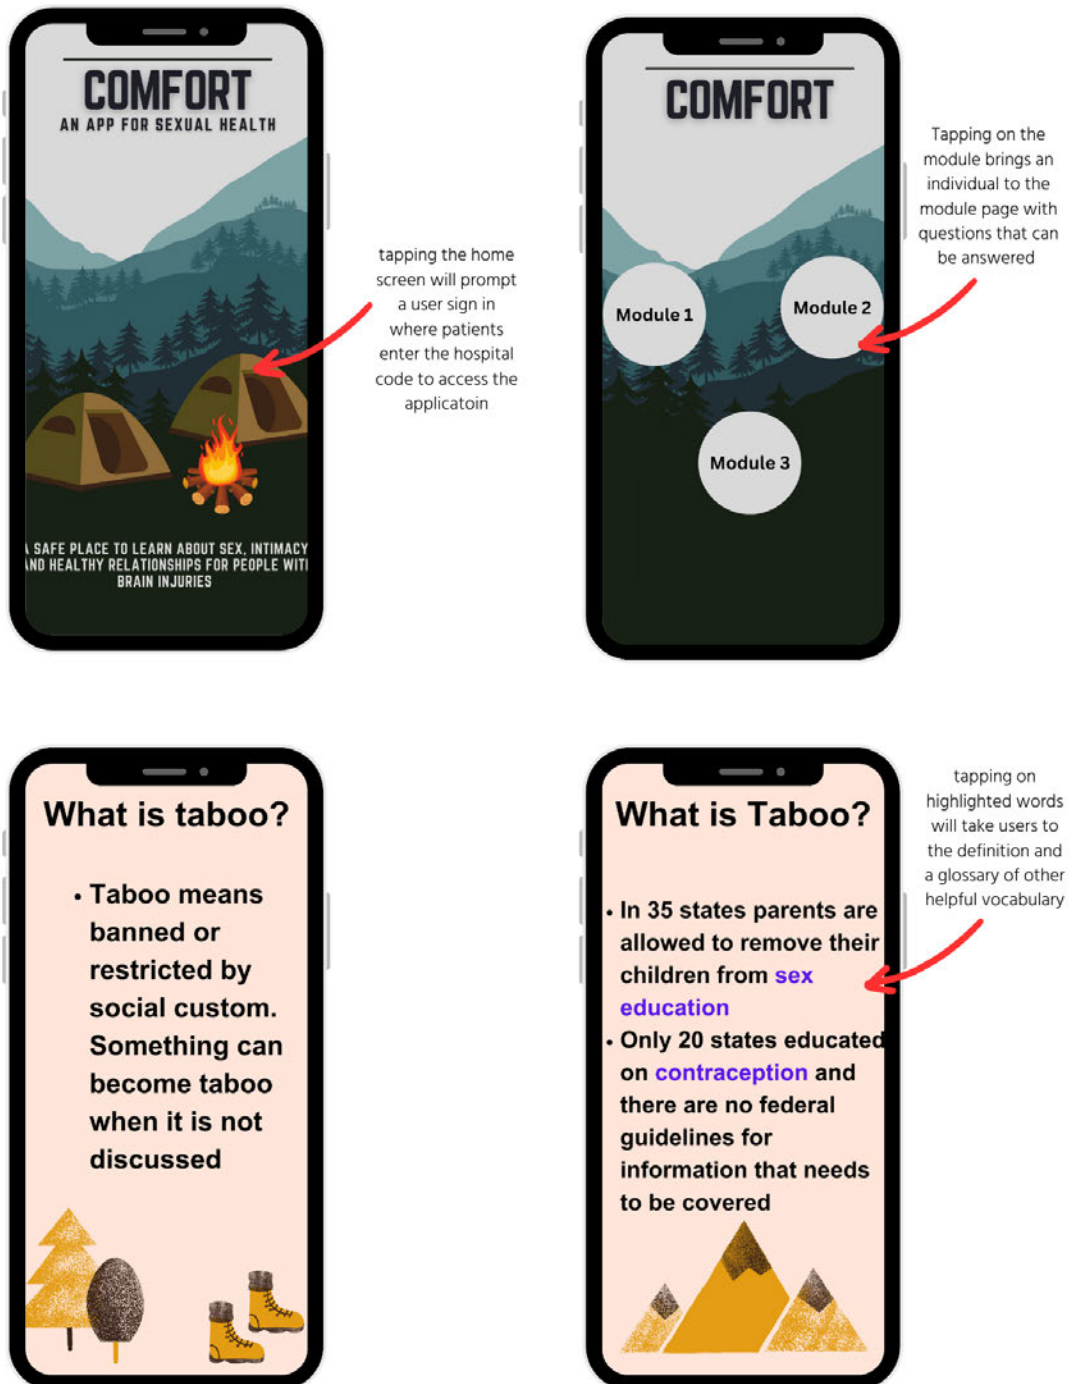 COMFORT
AN APP FOR SEXUAL HEALTH
A SAFE PLACE TO LEARN ABOUT SEX, INTIMACY
AND HEALTHY RELATIONSHIPS FOR PEOPLE WITH
BRAIN INJURIES
tapping the home
screen will prompt
a user sign in
where patients
enter the hospital
code to access the
applicatoin
COMFORT
Module 1
Module 2
Module 3
Tapping on the
module brings an
individual to the
module page with
questions that can
be answered
What is taboo?
• Taboo means
banned or
restricted by
social custom.
Something can
become taboo
when it is not
discussed
What is Taboo?
• In 35 states parents are
allowed to remove their
children from sex
education
• Only 20 states educated
on contraception and
there are no federal
guidelines for
information that needs
to be covered
tapping on
highlighted words
will take users to
the definition and
a glossary of other
helpful vocabulary